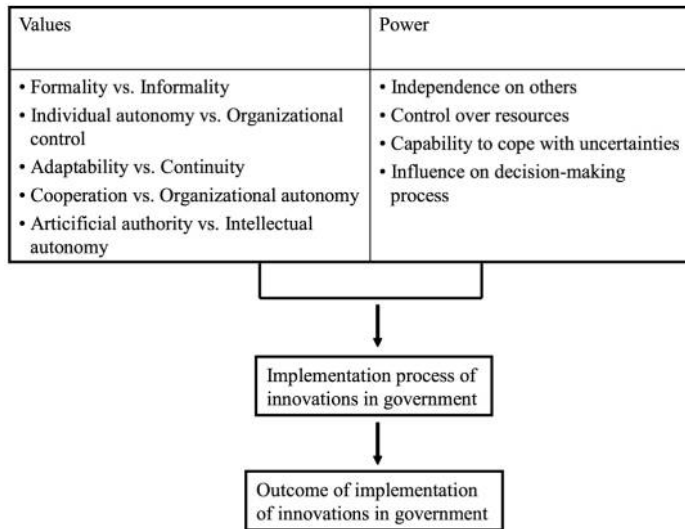 Values
Power
• Formality vs. Informality
• Individual autonomy vs. Organizational
control
• Adaptability vs. Continuity
• Cooperation vs. Organizational autonomy
• Articificial authority vs. Intellectual
autonomy
• Independence on others
• Control over resources
• Capability to cope with uncertainties
• Influence on decision-making
process
Implementation process of
innovations in government
Outcome of implementation
of innovations in government